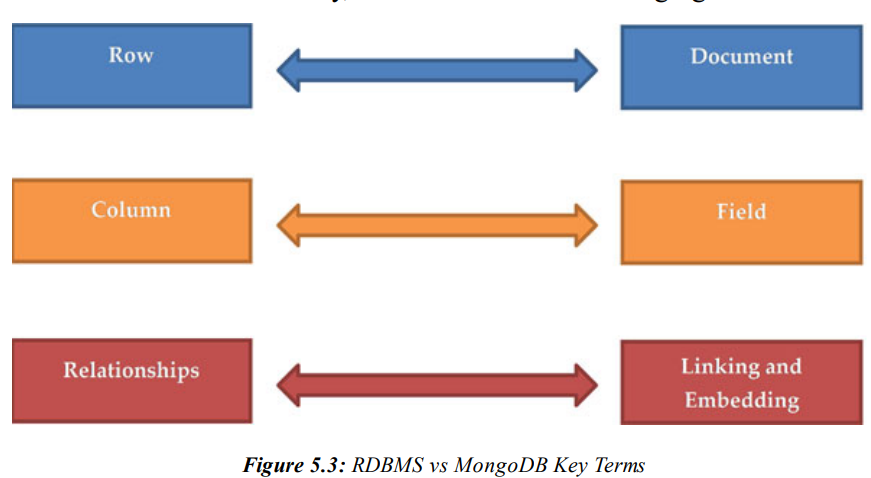 Row
Document
Column
Field
Relationships
Linking and
Embedding
Figure 5.3: RDBMS vs MongoDB Key Terms